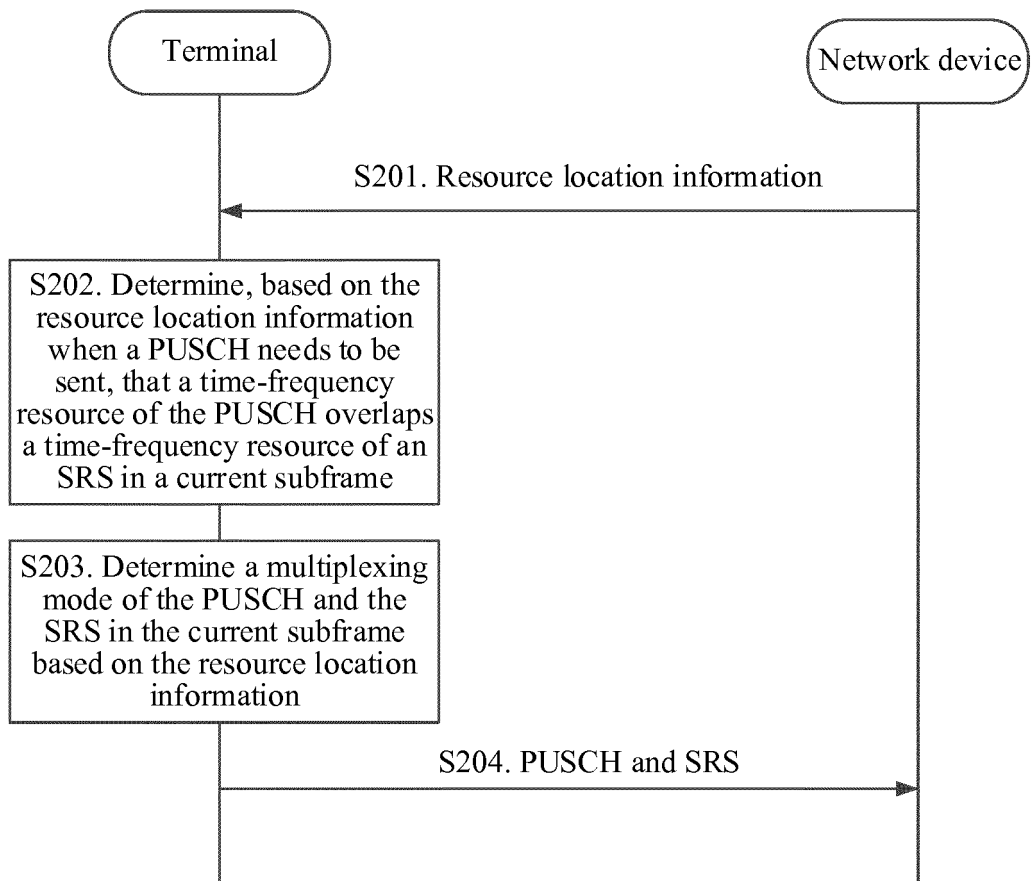 Terminal
Network device
S201. Resource location information
S202. Determine, based on the
resource location information
when a PUSCH needs to be
sent, that a time-frequency
resource of the PUSCH overlaps
a time-frequency resource of an
SRS in a current subframe
S203. Determine a multiplexing
mode of the PUSCH and the
SRS in the current subframe
based on the resource location
information
S204. PUSCH and SRS